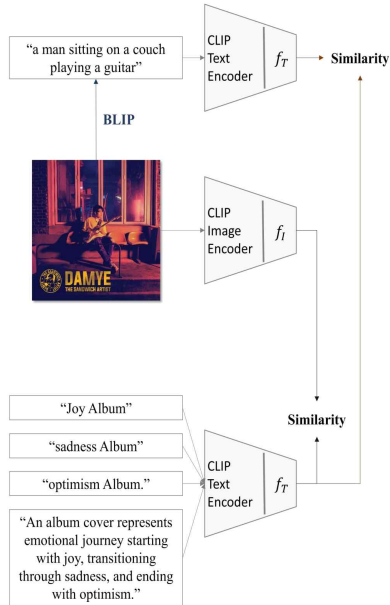 “a man sitting on a couch
playing a guitar”
CLIP
Text
Encoder
f_T
Similarity
BLIP
DAMYE
THE SANDWICH ARTIST
CLIP
Image
Encoder
f_I
“Joy Album”
“sadness Album”
“optimism Album.”
“An album cover represents
emotional journey starting
with joy, transitioning
through sadness, and ending
with optimism.”
CLIP
Text
Encoder
f_T
Similarity